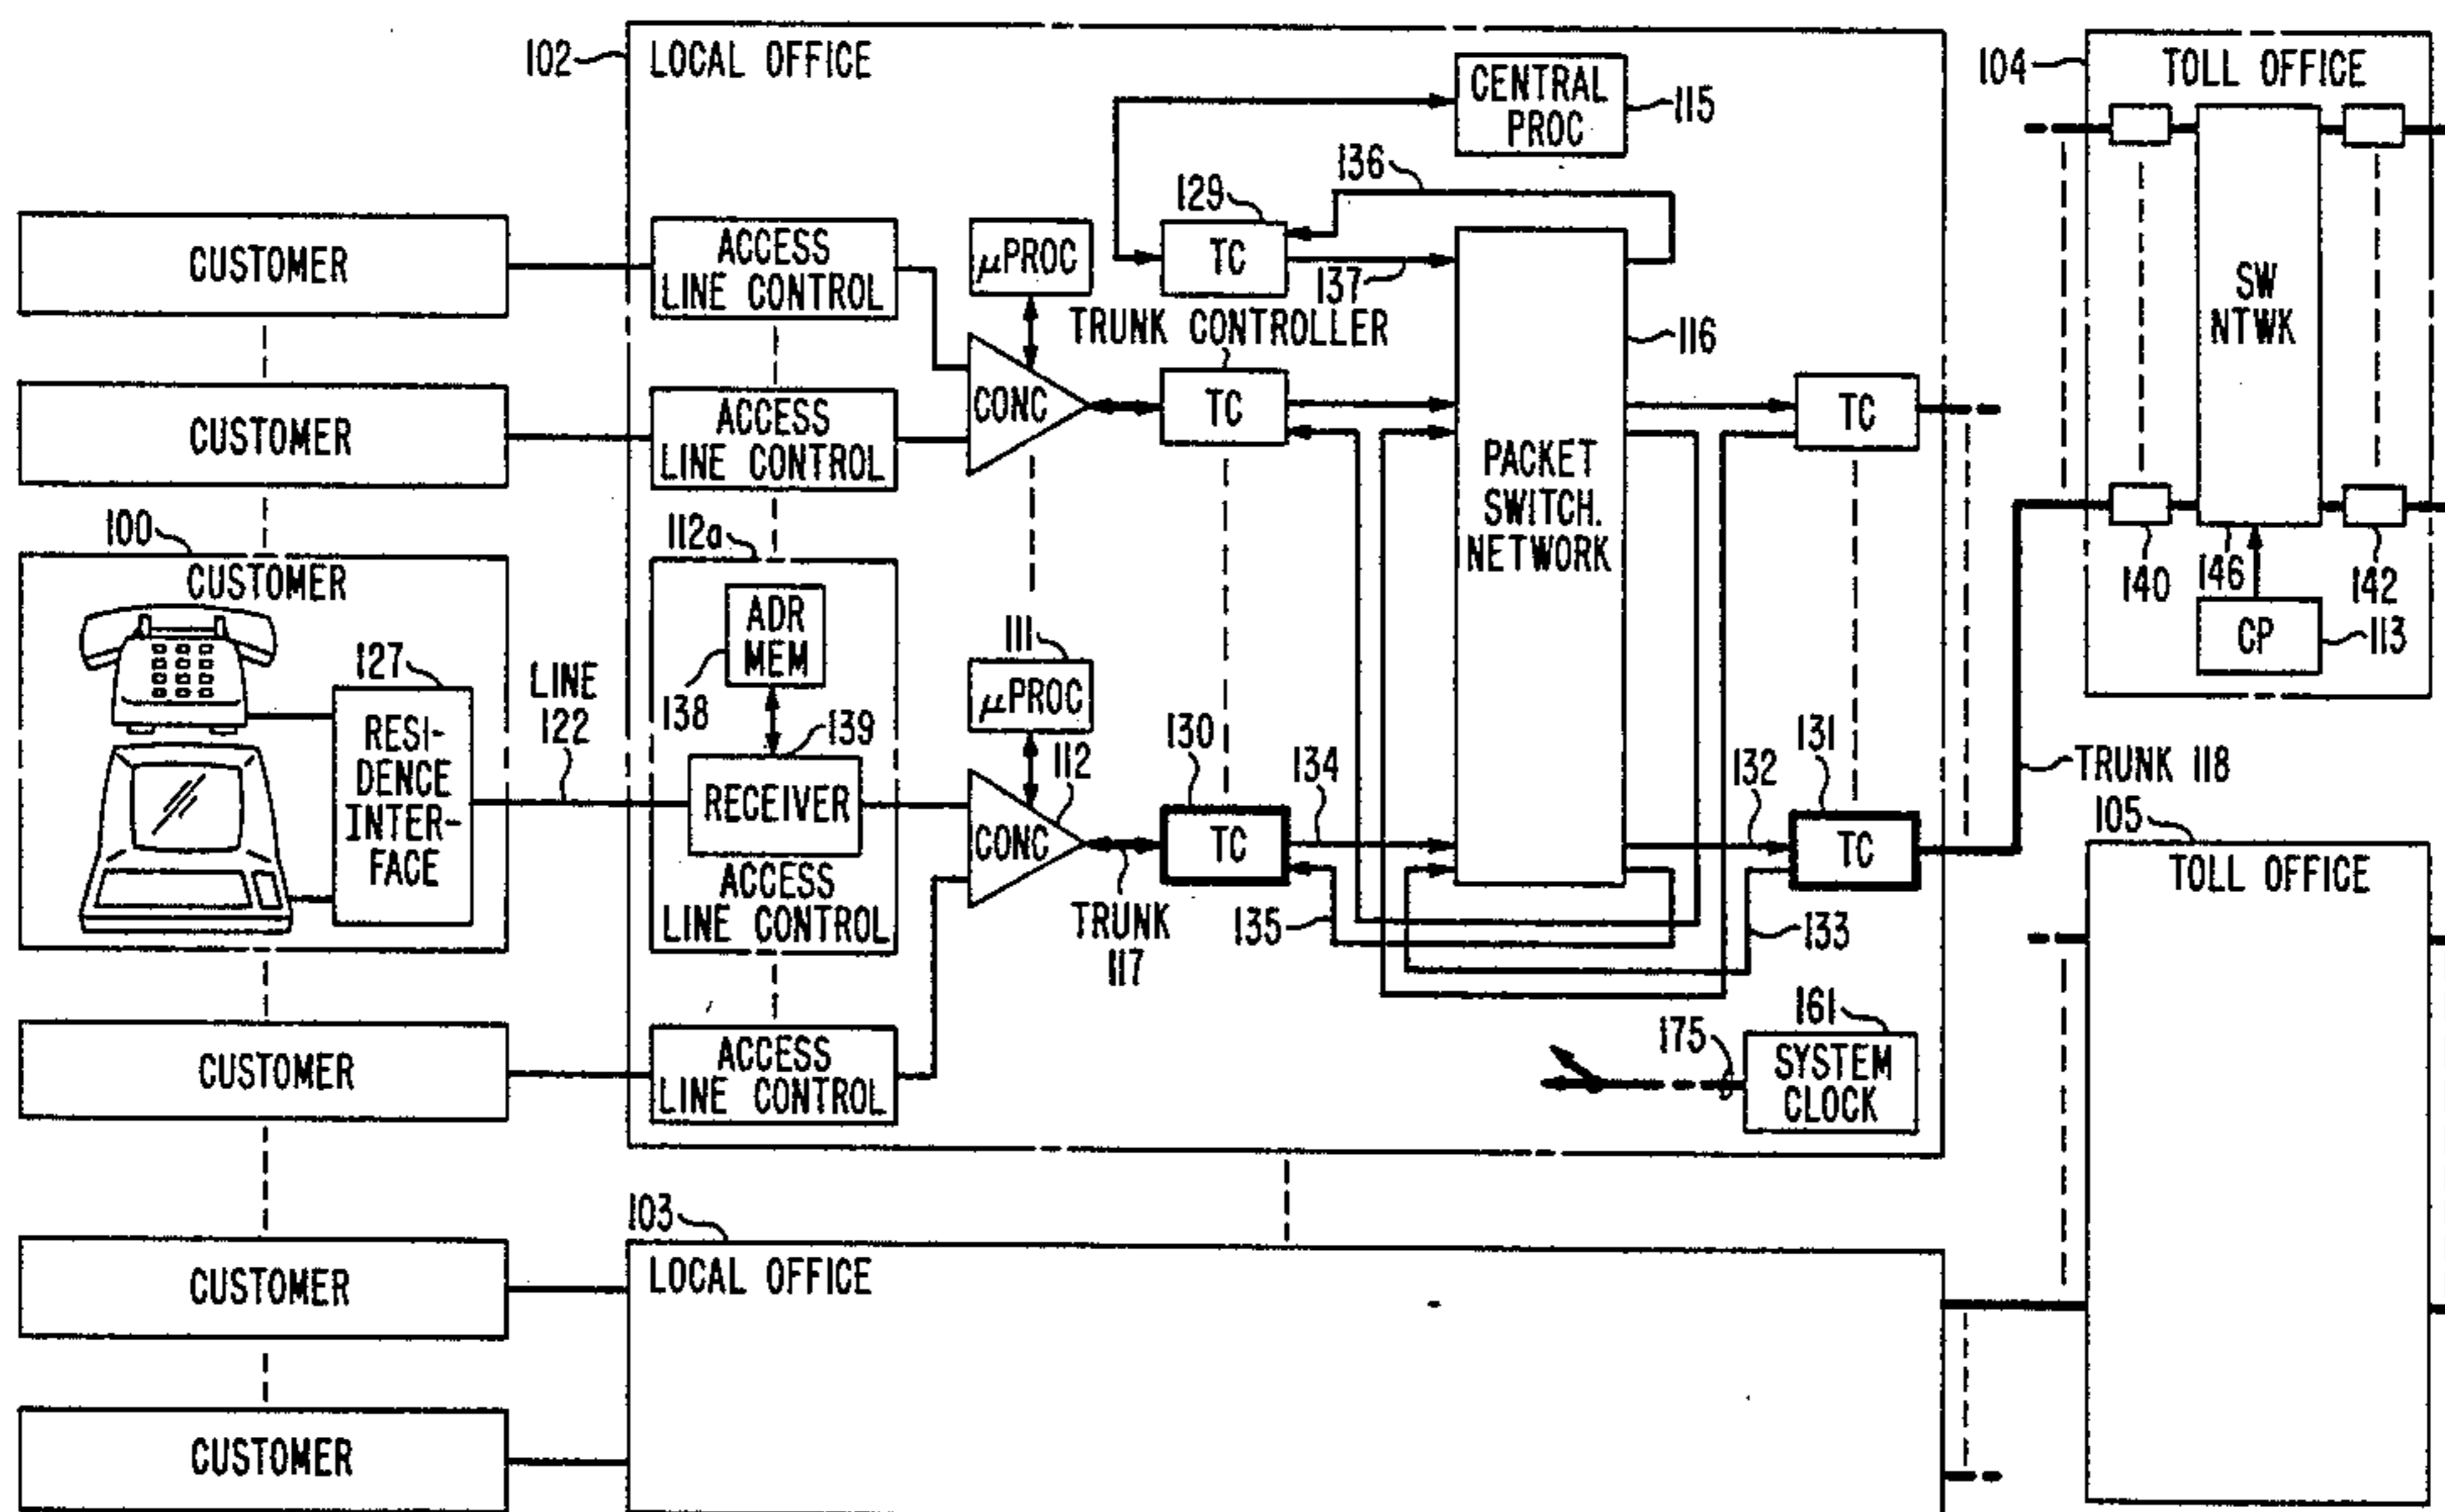 102
LOCAL OFFICE
CENTRAL
PROC
115
104
TOLL OFFICE
136
129
TC
137
TRUNK CONTROLLER
CUSTOMER
ACCESS
LINE CONTROL
µPROC
116
SW
NTWK
CUSTOMER
ACCESS
LINE CONTROL
CONC
TC
PACKET
SWITCH.
NETWORK
TC
140
146
142
CP
113
100
CUSTOMER
127
RESI-
DENCE
INTER-
FACE
LINE
122
112a
ADR
MEM
138
139
RECEIVER
ACCESS
LINE CONTROL
111
µPROC
112
CONC
TRUNK
117
130
TC
134
135
132
131
TC
133
TRUNK 118
105
TOLL OFFICE
CUSTOMER
ACCESS
LINE CONTROL
175
161
SYSTEM
CLOCK
103
LOCAL OFFICE
CUSTOMER
CUSTOMER